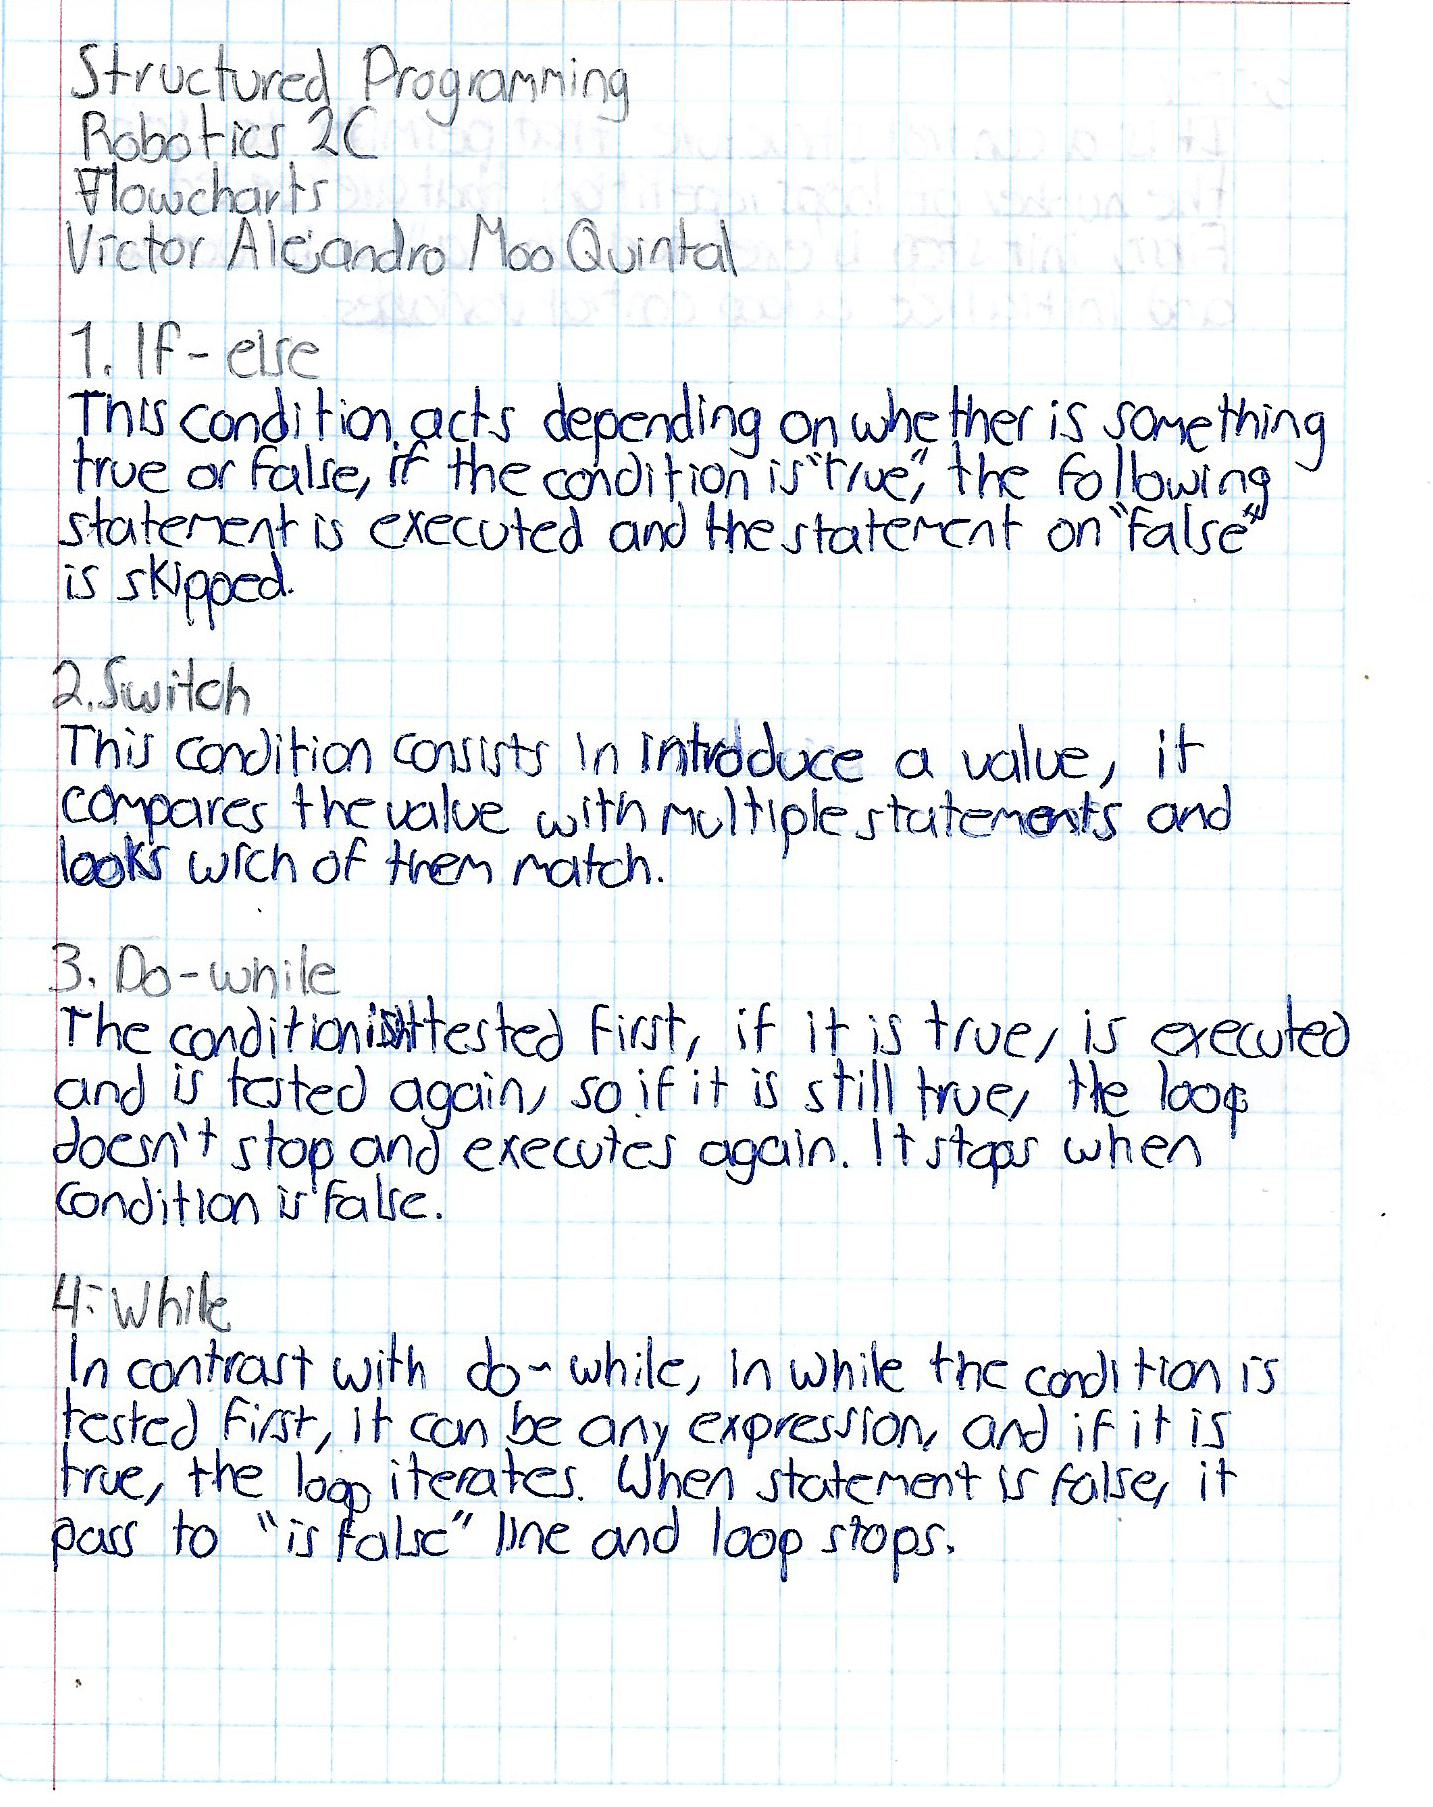 Structured Programming
Robotics 2C
Flowcharts
Victor Alejandro Moo Quintal
1. If-else
This condition acts depending on whether is something
true or false, if the condition is "true", the following
statement is executed and the statement on "false"
is skipped.
2. Switch
This condition consists in introduce a value, it
compares the value with multiple statements and
looks wich of them match.
3. Do-while
The condition isn't tested first, if it is true, is executed
and is tested again, so if it is still true, the loop
doesn't stop and executes again. It stops when
condition is false.
4. While
In contrast with do-while, in while the condition is
tested first, it can be any expression, and if it is
true, the loop iterates. When statement is false, it
pass to "is false" line and loop stops.